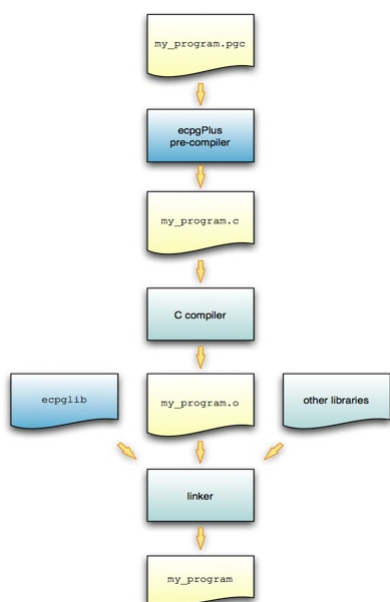 my_program.pgc
ecpgPlus
pre-compiler
my_program.c
C compiler
ecpglib
my_program.o
other libraries
linker
my_program